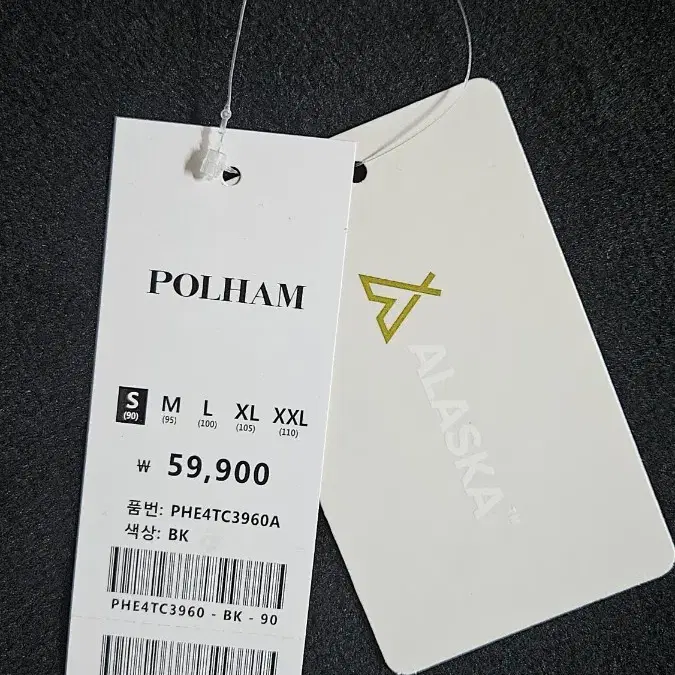 POLHAM
S M L XL XXL
(90) (95) (100) (105) (110)
₩ 59,900
품번: PHE4TC3960A
색상: BK
PHE4TC3960 - BK - 90
ALASKA™